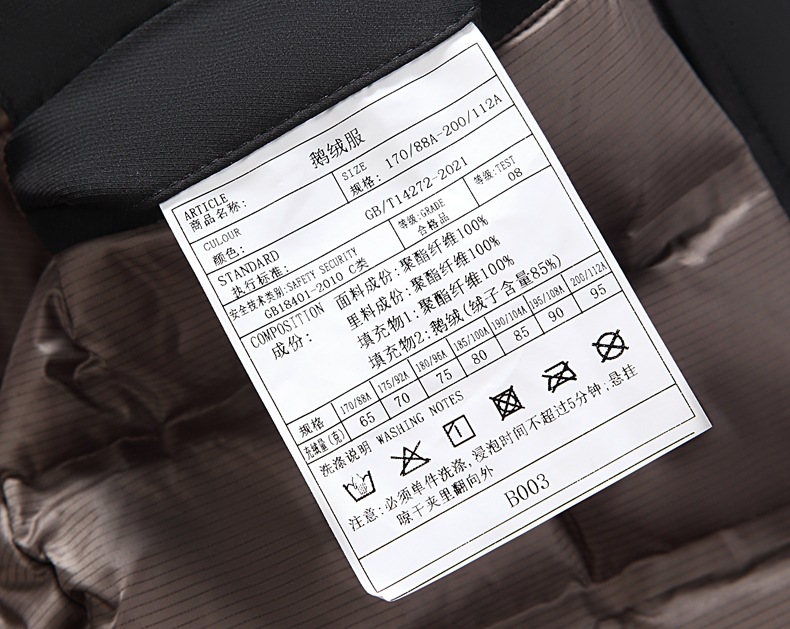 ARTICLE
商品名称:
鹅绒服
SIZE
规格: 170/88A-200/112A
COLOUR
颜色:
STANDARD
执行标准:
GB/T14272-2021
安全技术类别:SAFETY SECURITY
GB18401-2010 C类
等级:GRADE
合格品
等级:TEST
08
COMPOSITION
成份:
面料成份:聚酯纤维100%
里料成份:聚酯纤维100%
填充物1:聚酯纤维100%
填充物2:鹅绒(绒子含量85%)
规格 170/88A 175/92A 180/96A 185/100A 190/104A 195/108A 200/112A
充绒量(克) 65 70 75 80 85 90 95
洗涤说明 WASHING NOTES
注意:必须单件洗涤,浸泡时间不超过5分钟;悬挂
晾干夹里翻向外
B003